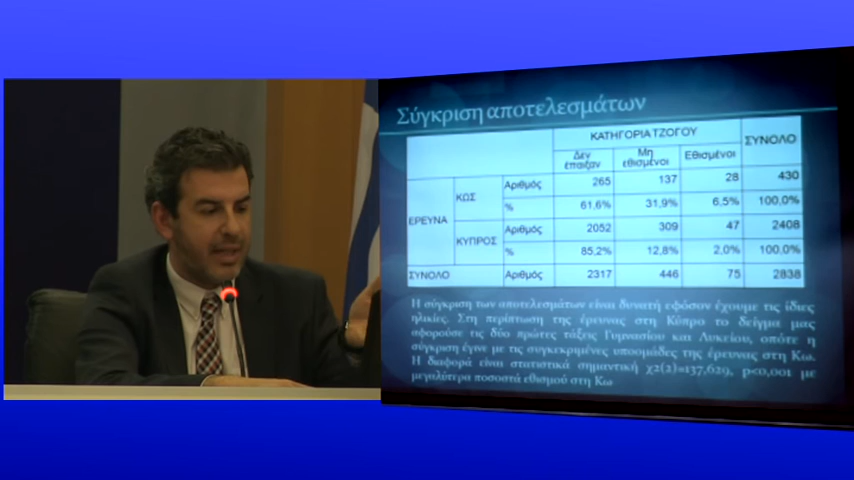 Σύγκριση αποτελεσμάτων
ΚΑΤΗΓΟΡΙΑ ΤΖΟΓΟΥ ΣΥΝΟΛΟ
Δεν έπαιξαν Μη εθισμένοι Εθισμένοι
ΕΡΕΥΝΑ ΚΩΣ Αριθμός 265 137 28 430
% 61,6% 31,9% 6,5% 100,0%
ΚΥΠΡΟΣ Αριθμός 2052 309 47 2408
% 85,2% 12,8% 2,0% 100,0%
ΣΥΝΟΛΟ Αριθμός 2317 446 75 2838
Η σύγκριση των αποτελεσμάτων είναι δυνατή εφόσον έχουμε τις ίδιες
ηλικίες. Στη περίπτωση της έρευνας στη Κύπρο το δείγμα μας
αφορούσε τις δύο πρώτες τάξεις Γυμνασίου και Λυκείου, οπότε η
σύγκριση έγινε με τις συγκεκριμένες υποομάδες της έρευνας στη Κω.
Η διαφορά είναι στατιστικά σημαντική χ2(2)=137,629, p<0,001 με
μεγαλύτερα ποσοστά εθισμού στη Κω